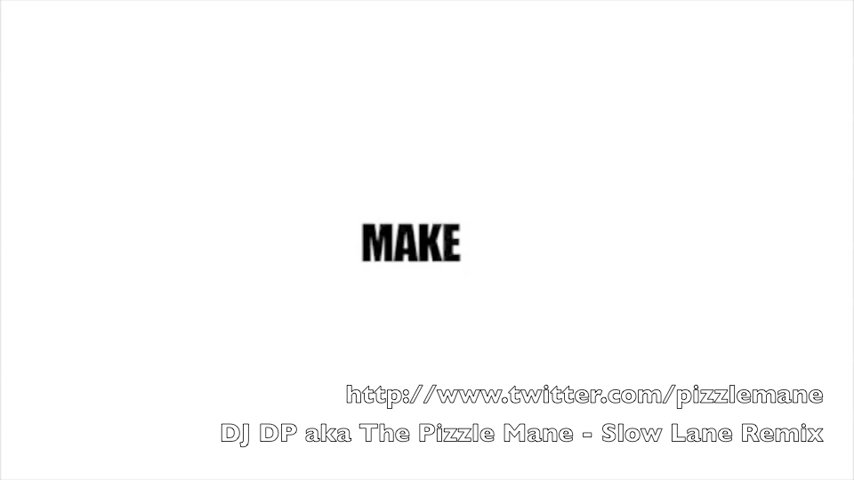 MAKE
http://www.twitter.com/pizzlemane
DJ DP aka The Pizzle Mane - Slow Lane Remix